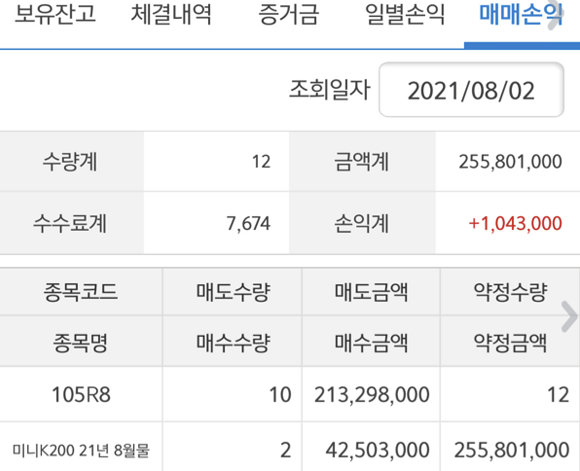 보유잔고 체결내역 증거금 일별손익 매매손익
조회일자 2021/08/02
수량계 12 금액계 255,801,000
수수료계 7,674 손익계 +1,043,000
종목코드 매도수량 매도금액 약정수량
종목명 매수수량 매수금액 약정금액
105R8 10 213,298,000 12
미니K200 21년 8월물 2 42,503,000 255,801,000